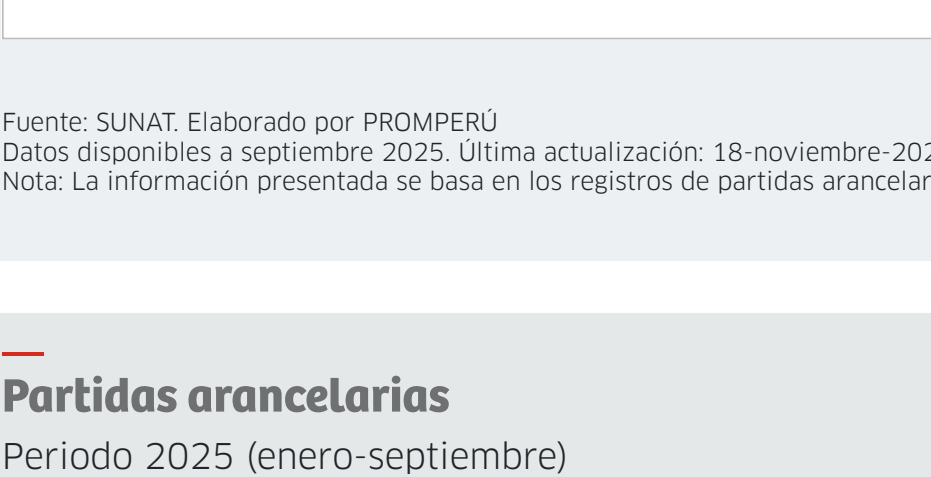 Fuente: SUNAT. Elaborado por PROMPERÚ
Datos disponibles a septiembre 2025. Última actualización: 18-noviembre-202
Nota: La información presentada se basa en los registros de partidas arancelar
Partidas arancelarias
Periodo 2025 (enero-septiembre)